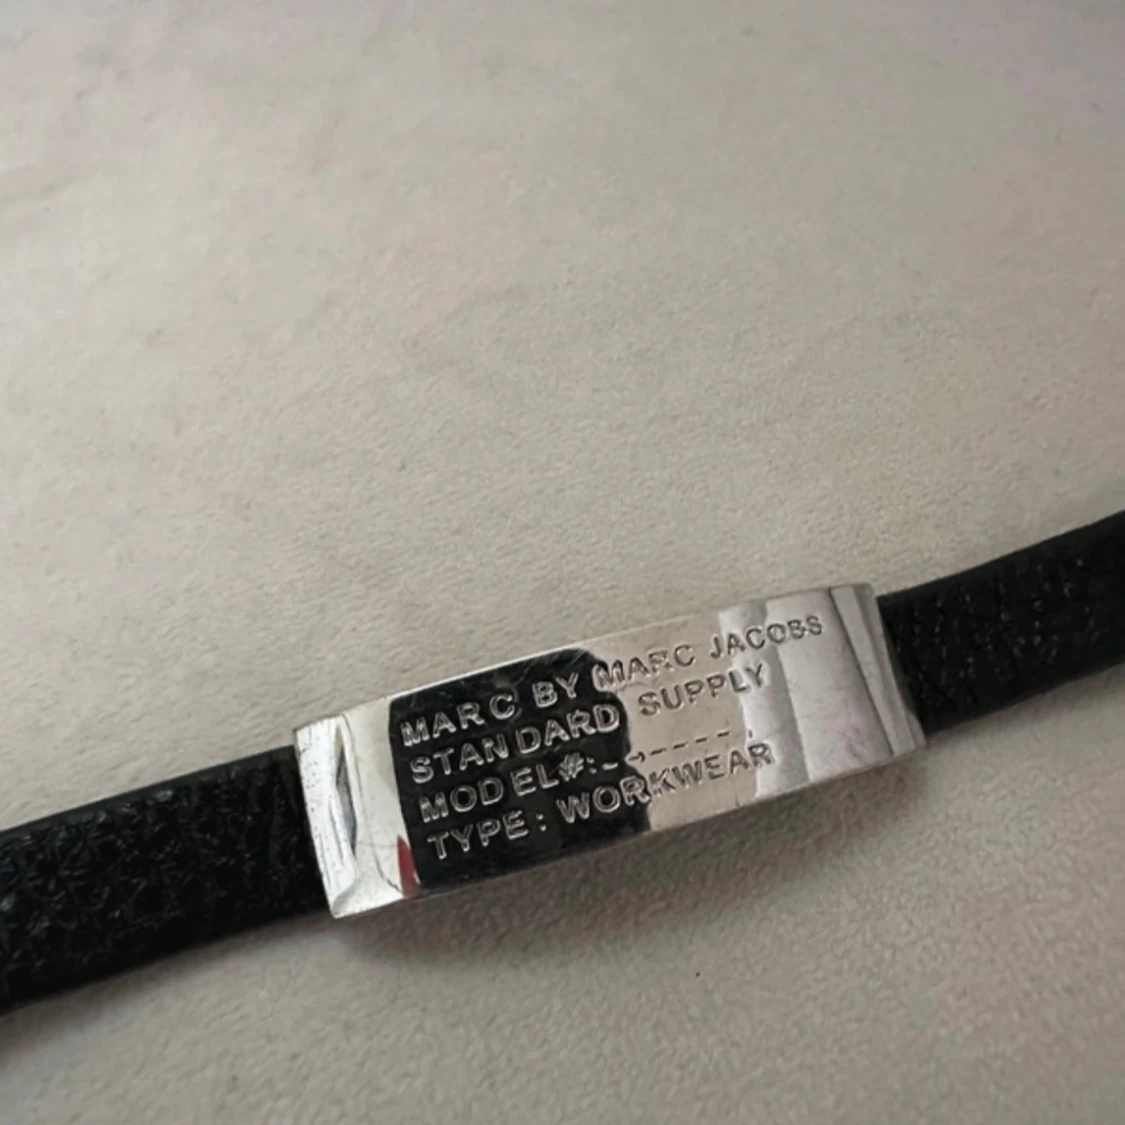 MARC BY MARC JACOBS
STANDARD SUPPLY
MODEL#:
TYPE: WORKWEAR